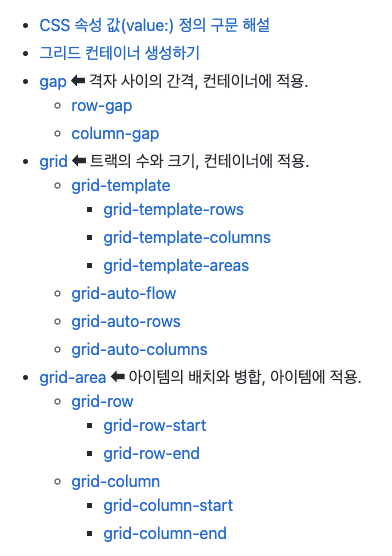 CSS 속성 값(value:) 정의 구문 해설
그리드 컨테이너 생성하기
gap ⬅ 격자 사이의 간격, 컨테이너에 적용.
row-gap
column-gap
grid ⬅ 트랙의 수와 크기, 컨테이너에 적용.
grid-template
grid-template-rows
grid-template-columns
grid-template-areas
grid-auto-flow
grid-auto-rows
grid-auto-columns
grid-area ⬅ 아이템의 배치와 병합, 아이템에 적용.
grid-row
grid-row-start
grid-row-end
grid-column
grid-column-start
grid-column-end